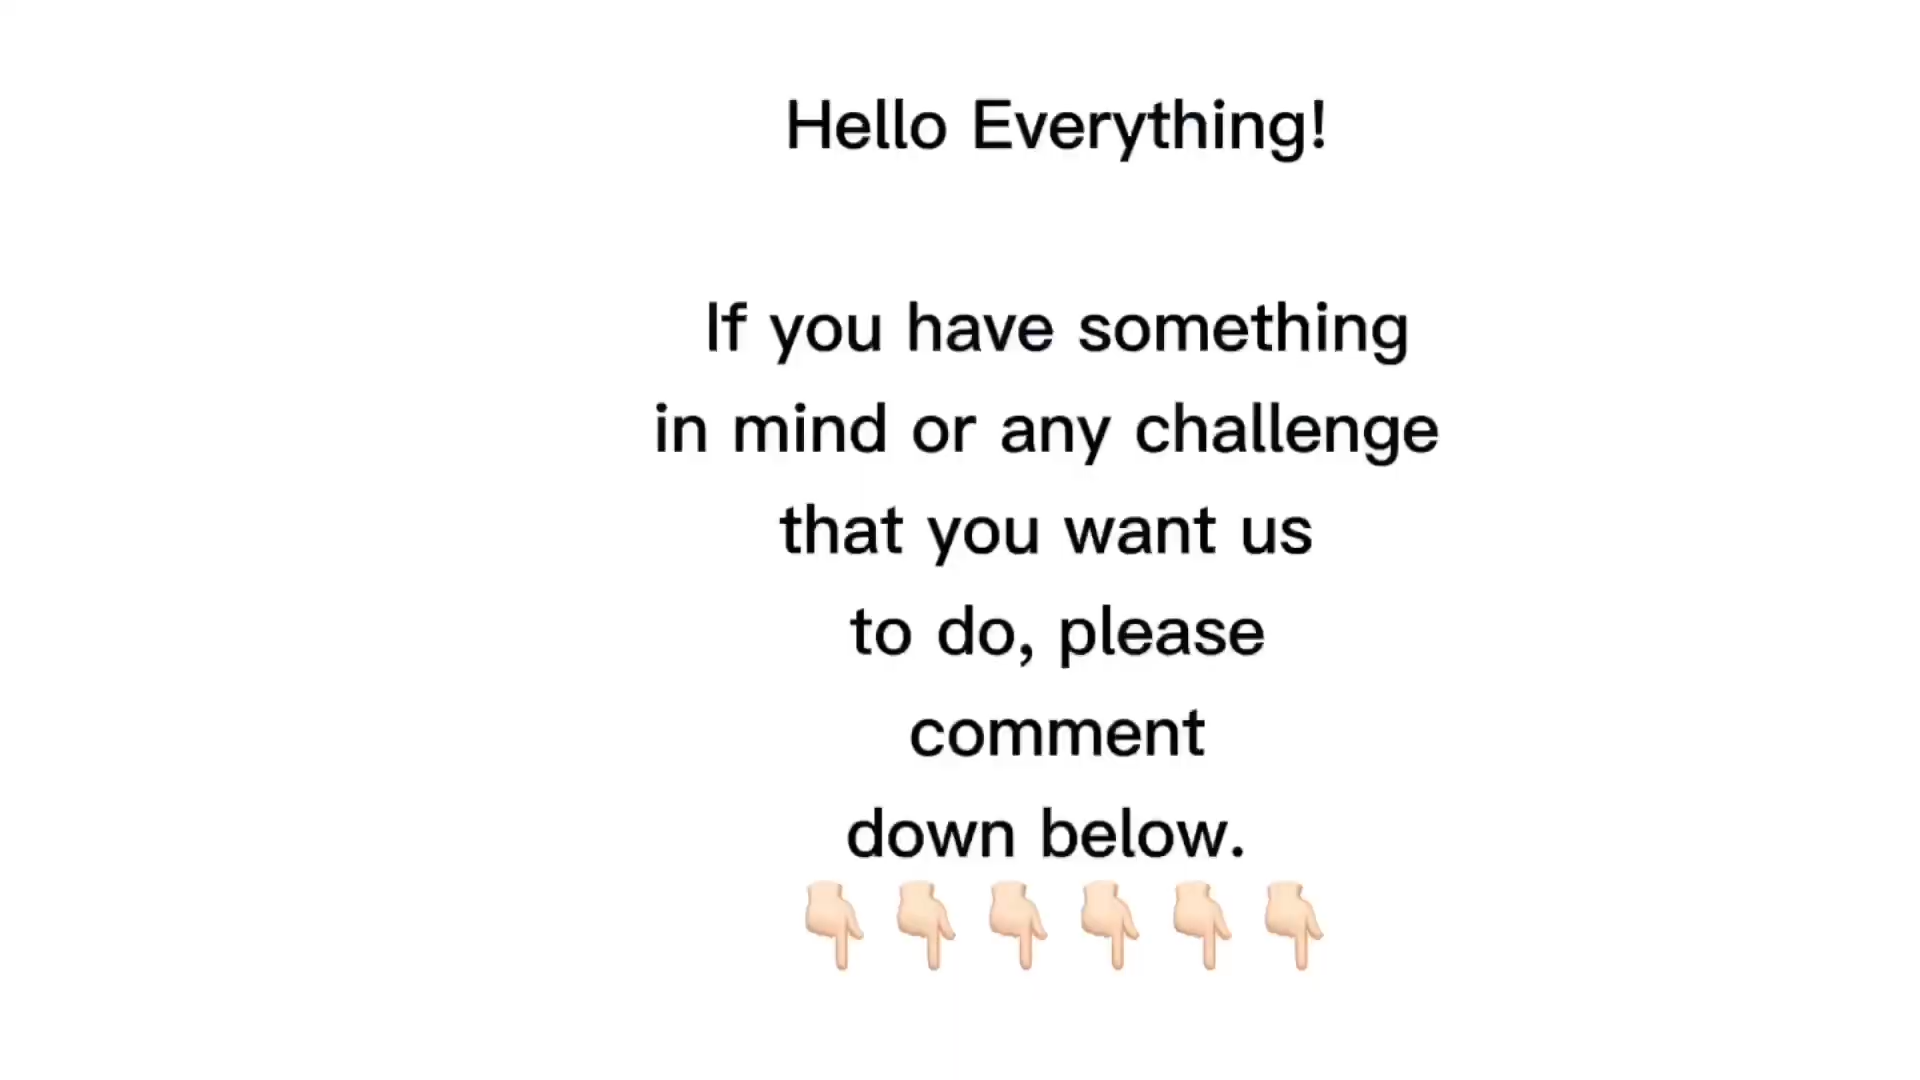 Hello Everything!
If you have something
in mind or any challenge
that you want us
to do, please
comment
down below.
👇🏻👇🏻👇🏻👇🏻👇🏻👇🏻